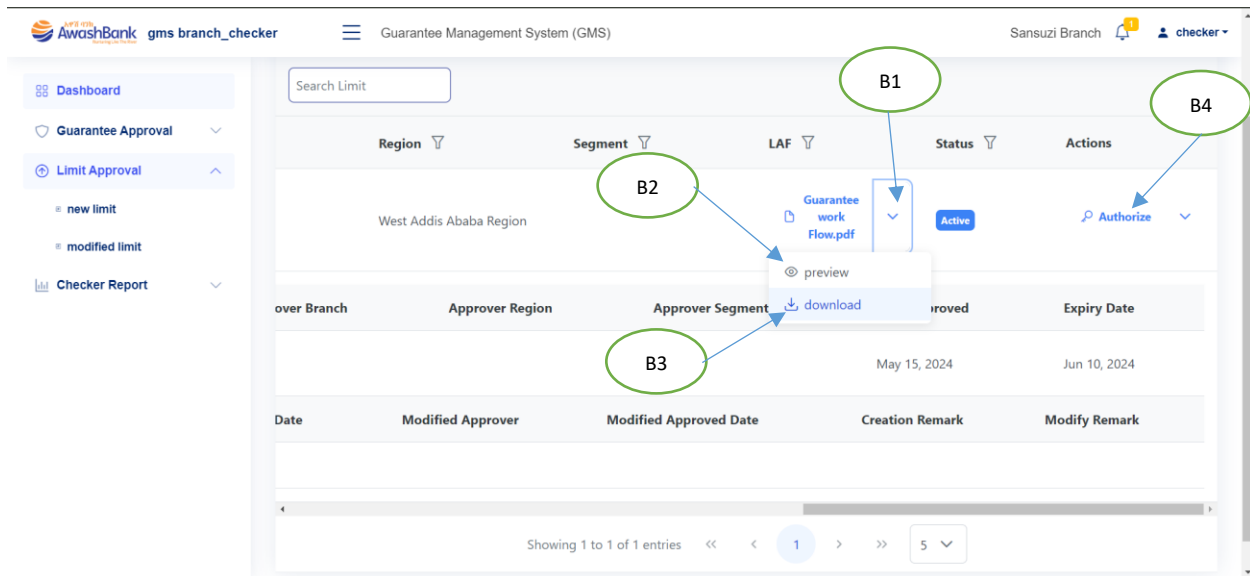 AwashBank gms branch_checker
Guarantee Management System (GMS)
Sansuzi Branch
1
checker
Dashboard
Guarantee Approval
Limit Approval
new limit
modified limit
Checker Report
Search Limit
B1
B4
Region
Segment
LAF
Status
Actions
B2
West Addis Ababa Region
Guarantee
work
Flow.pdf
Active
Authorize
preview
download
over Branch
Approver Region
Approver Segment
roved
Expiry Date
B3
May 15, 2024
Jun 10, 2024
Date
Modified Approver
Modified Approved Date
Creation Remark
Modify Remark
Showing 1 to 1 of 1 entries
<<
<
1
>
>>
5